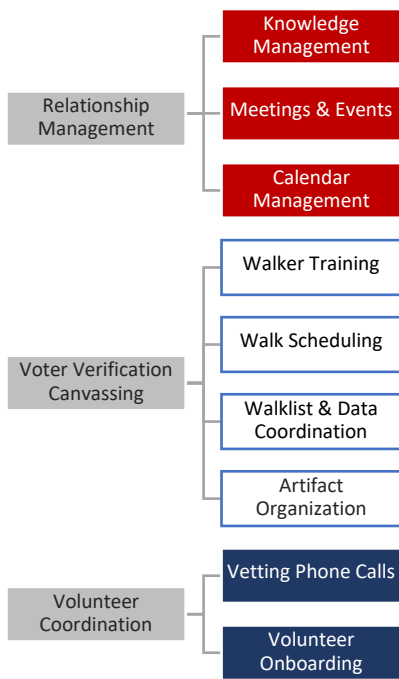 Knowledge
Management
Relationship
Management
Meetings & Events
Calendar
Management
Walker Training
Walk Scheduling
Voter Verification
Canvassing
Walklist & Data
Coordination
Artifact
Organization
Vetting Phone Calls
Volunteer
Coordination
Volunteer
Onboarding